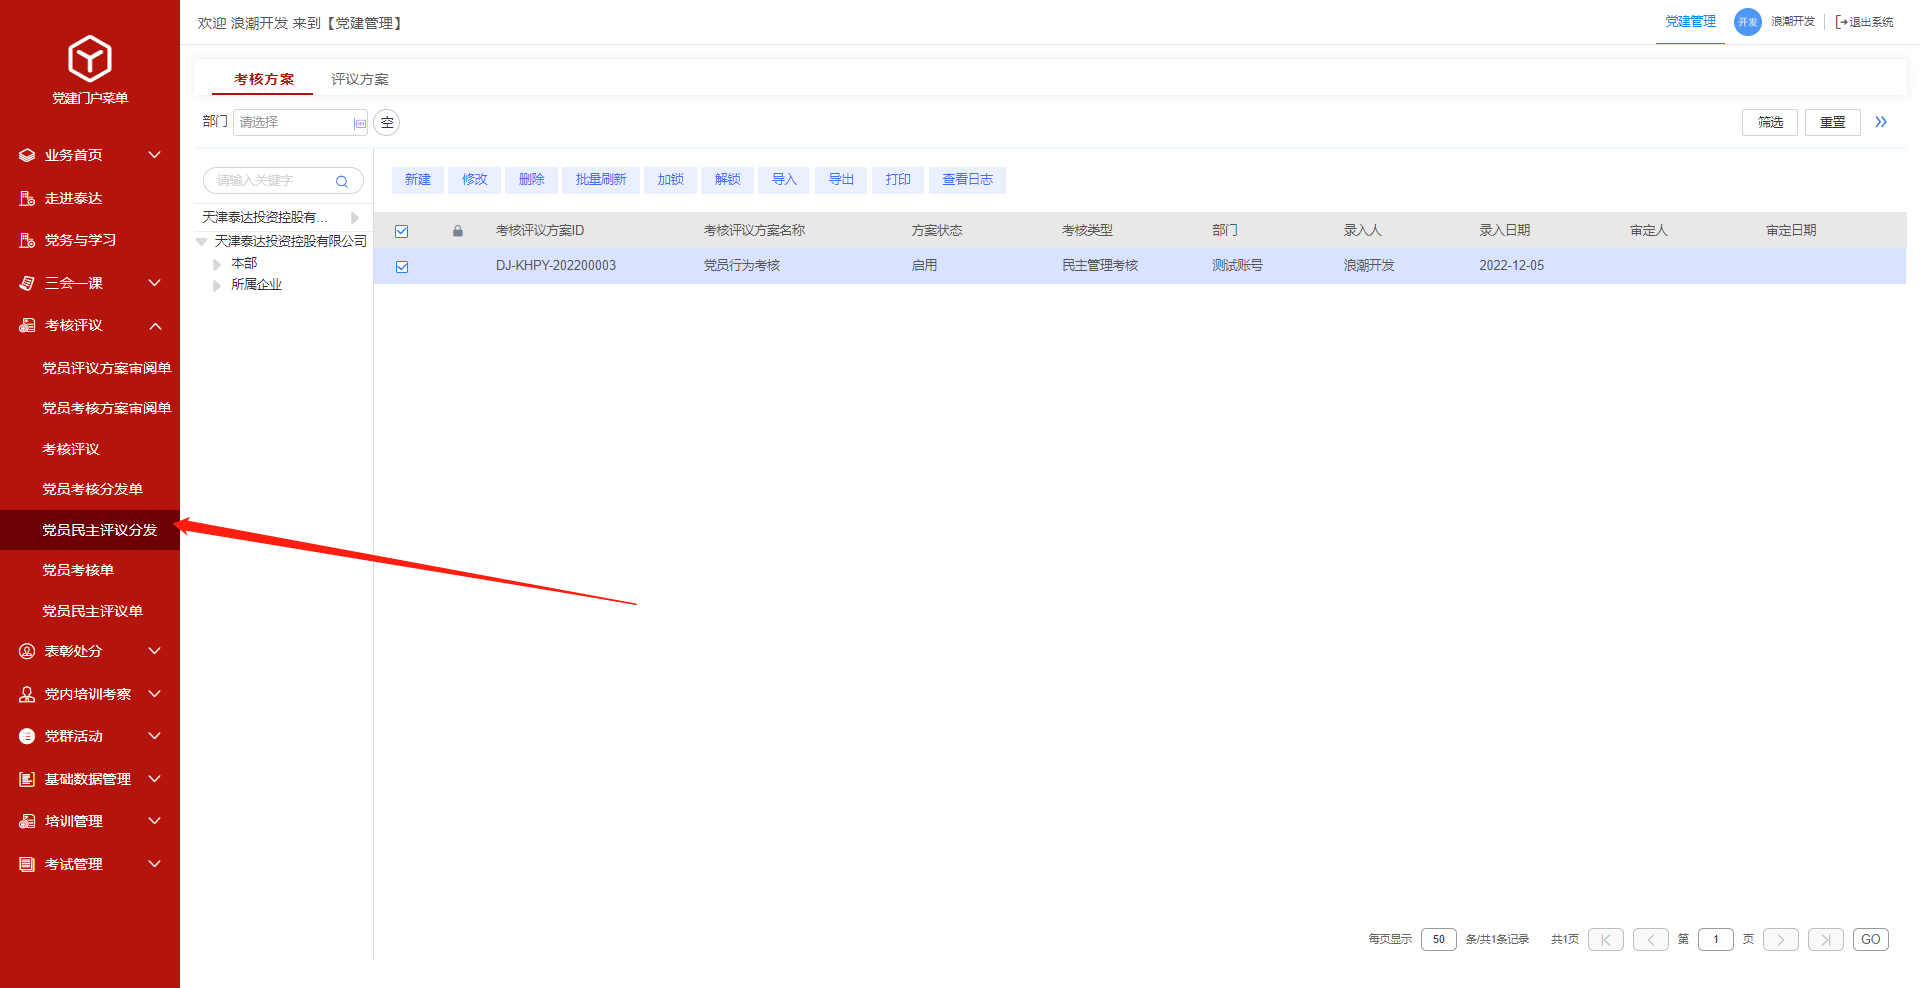 欢迎 浪潮开发 来到【党建管理】
党建管理
开发
浪潮开发
退出系统
党建门户菜单
业务首页
走进泰达
党务与学习
三会一课
考核评议
党员评议方案审阅单
党员考核方案审阅单
考核评议
党员考核分发单
党员民主评议分发
党员考核单
党员民主评议单
表彰处分
党内培训考察
党群活动
基础数据管理
培训管理
考试管理
考核方案 评议方案
部门 请选择 空
筛选 重置
请输入关键字
天津泰达投资控股有...
天津泰达投资控股有限公司
本部
所属企业
新建 修改 删除 批量刷新 加锁 解锁 导入 导出 打印 查看日志
考核评议方案ID 考核评议方案名称 方案状态 考核类型 部门 录入人 录入日期 审定人 审定日期
DJ-KHPY-202200003 党员行为考核 启用 民主管理考核 测试账号 浪潮开发 2022-12-05
每页显示 50 条/共1条记录 共1页 第 1 页 GO